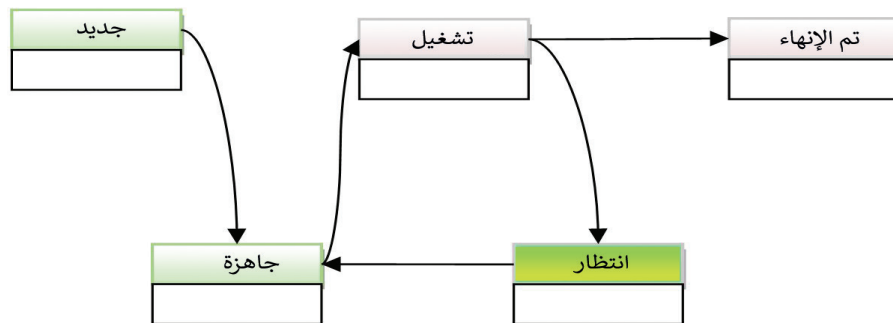 جديد
تشغيل
تم الإنهاء
جاهزة
انتظار